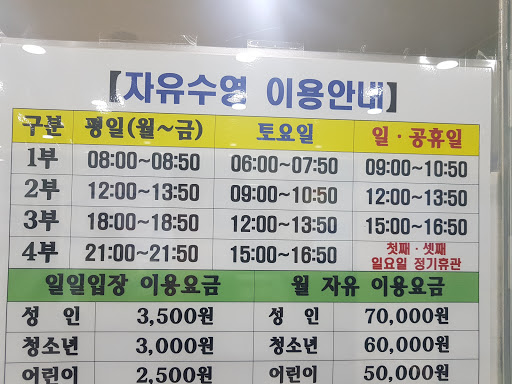 【자유수영 이용안내】
구분 평일(월~금) 토요일 일·공휴일
1부 08:00~08:50 06:00~07:50 09:00~10:50
2부 12:00~13:50 09:00~10:50 12:00~13:50
3부 18:00~18:50 12:00~13:50 15:00~16:50
4부 21:00~21:50 15:00~16:50 첫째·셋째
일요일 정기휴관
일일입장 이용요금 월 자유 이용요금
성 인 3,500원 성 인 70,000원
청소년 3,000원 청소년 60,000원
어린이 2,500원 어린이 50,000원